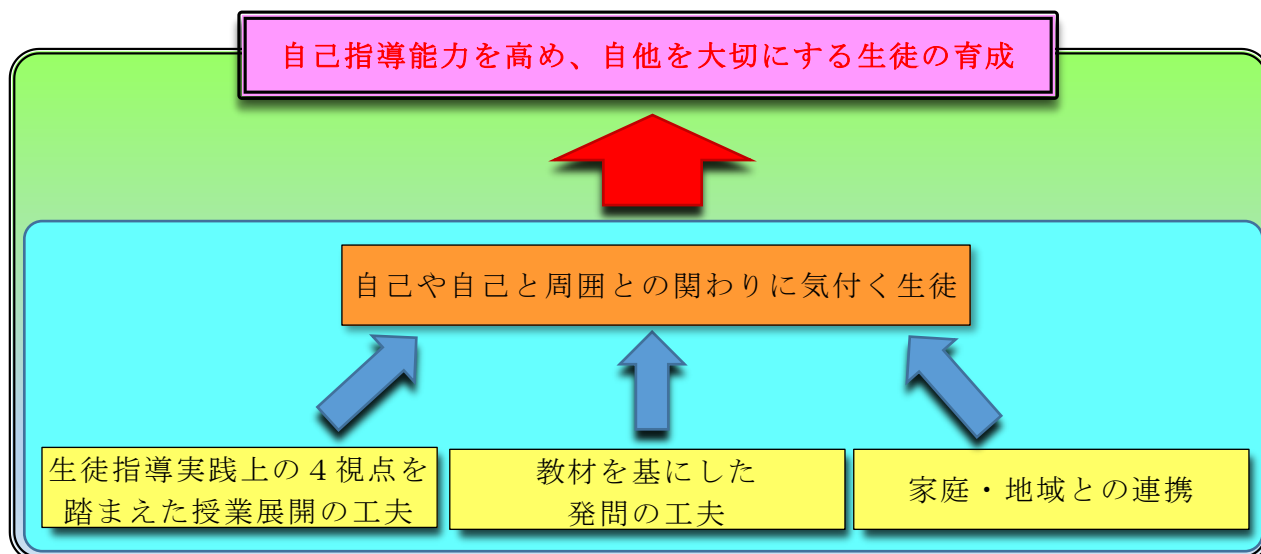 自己指導能力を高め、自他を大切にする生徒の育成
自己や自己と周囲との関わりに気付く生徒
生徒指導実践上の４視点を
踏まえた授業展開の工夫
教材を基にした
発問の工夫
家庭・地域との連携